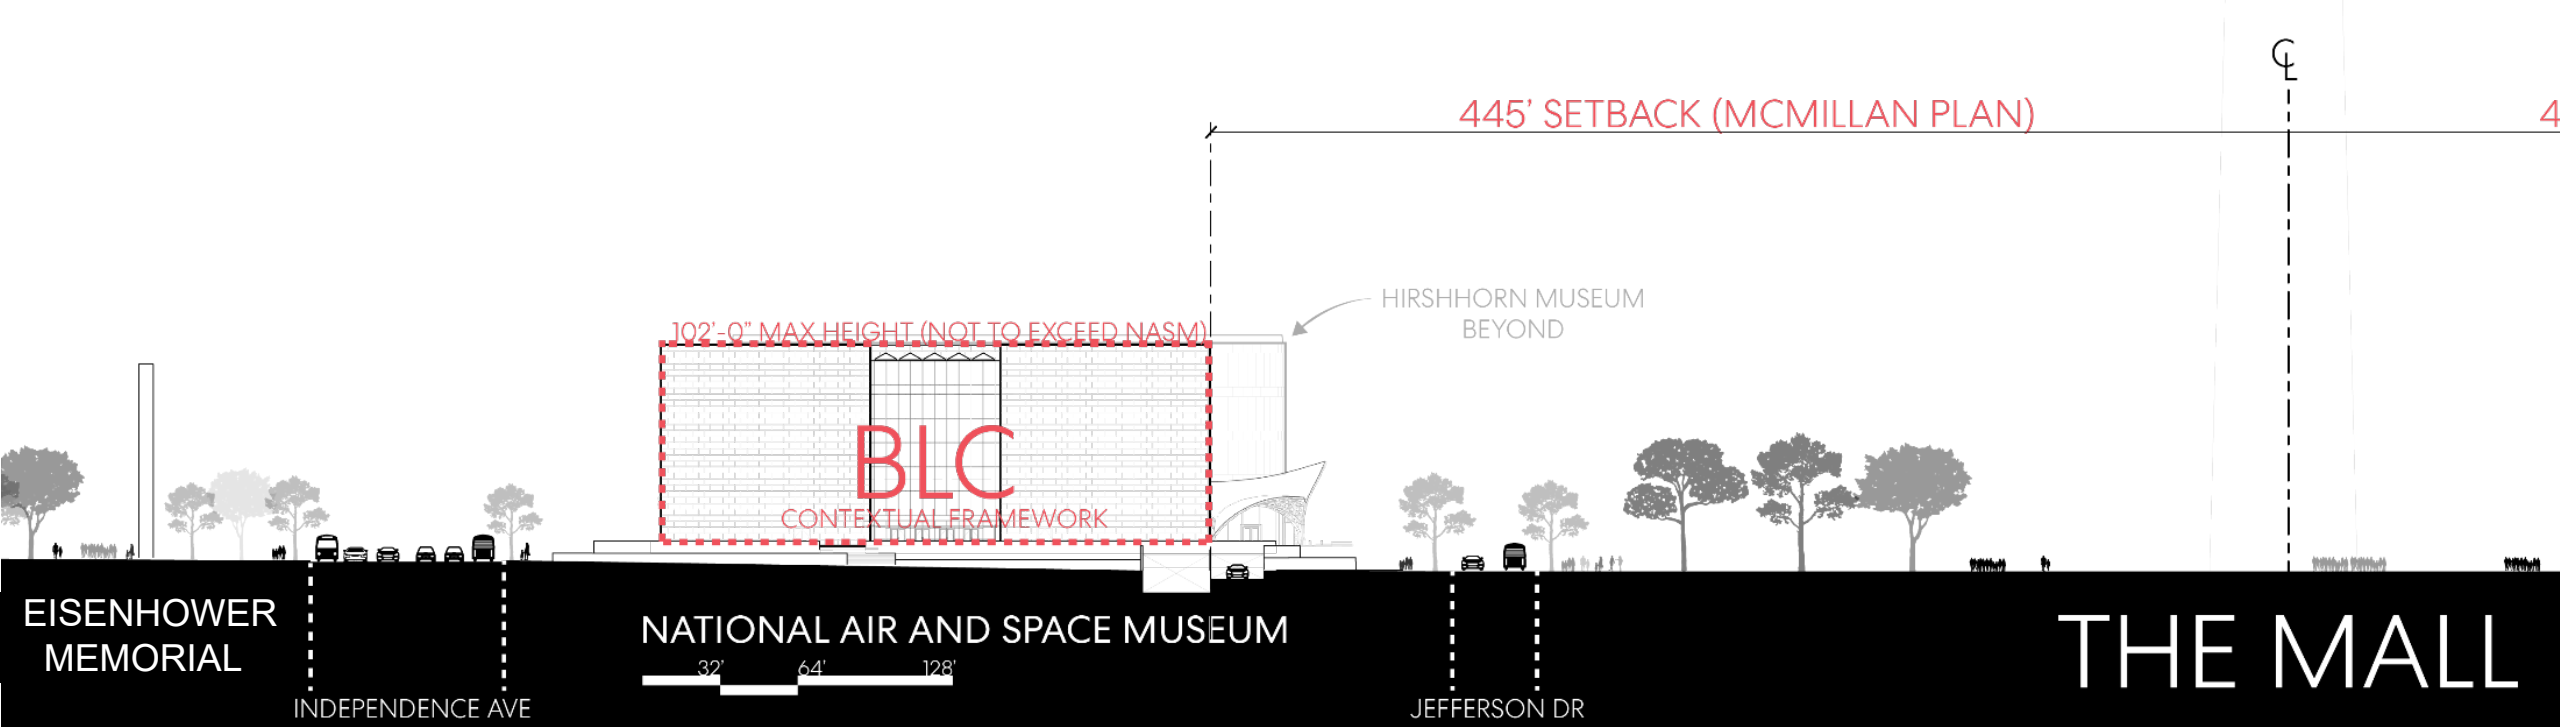 ℄
445' SETBACK (MCMILLAN PLAN)
4
HIRSHHORN MUSEUM
BEYOND
102'-0" MAX HEIGHT (NOT TO EXCEED NASM)
BLC
CONTEXTUAL FRAMEWORK
EISENHOWER
MEMORIAL
NATIONAL AIR AND SPACE MUSEUM
32' 64' 128'
THE MALL
INDEPENDENCE AVE
JEFFERSON DR